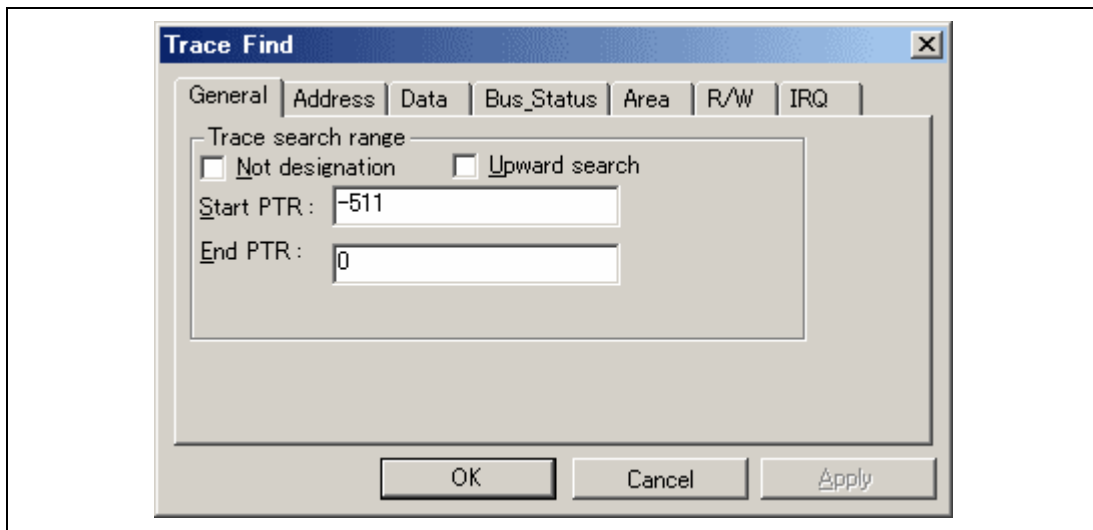 Trace Find
General Address Data Bus_Status Area R/W IRQ
Trace search range
Not designation Upward search
Start PTR : -511
End PTR : 0
OK Cancel Apply